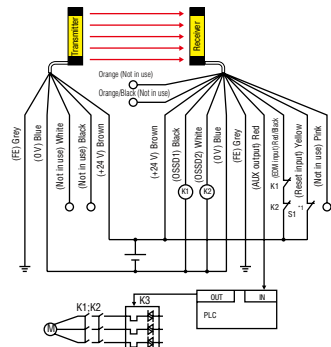 Transmitter
Receiver
Orange (Not in use)
Orange/Black (Not in use)
(FE) Grey
(0 V) Blue
(Not in use) White
(Not in use) Black
(+24 V) Brown
(+24 V) Brown
(OSSD1) Black
(OSSD2) White
(0 V) Blue
(FE) Grey
(AUX output) Red
(EDM input) Red/Back
(Reset input) Yellow
(Not in use) Pink
K1
K2
K1
K2
S1
K1;K2
K3
M
OUT
IN
PLC